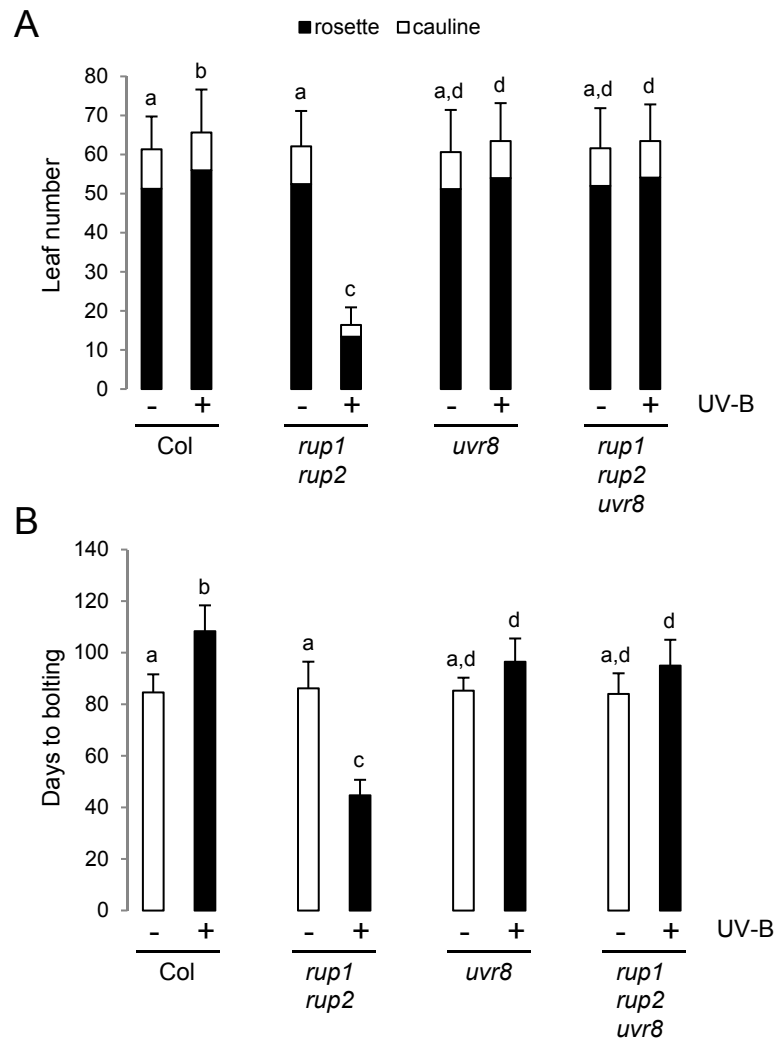 A
■rosette □cauline
80
70
60
50
40
30
20
10
0
Leaf number
a b a c a,d d a,d d
- + - + - + - + UV-B
Col rup1 uvr8 rup1
rup2 rup2
uvr8
B
140
120
100
80
60
40
20
0
Days to bolting
a b a c a,d d a,d d
- + - + - + - + UV-B
Col rup1 uvr8 rup1
rup2 rup2
uvr8